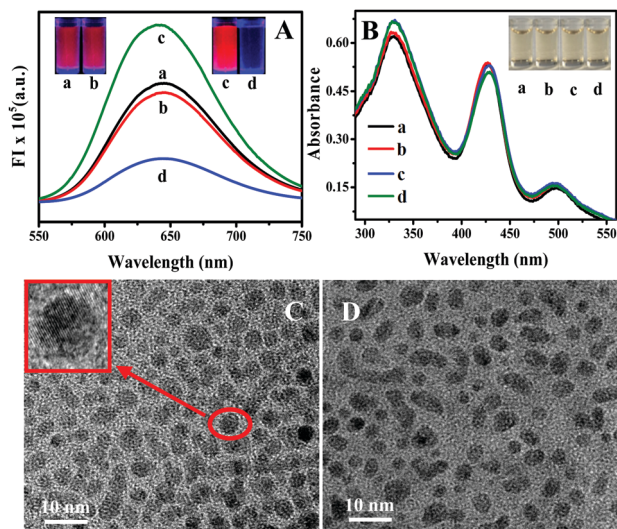 A
c
a
b
d
a b
c d
FI x 10⁵(a.u.)
550 600 650 700 750
Wavelength (nm)
B
a b c d
0.60
0.45
0.30
0.15
Absorbance
a
b
c
d
300 350 400 450 500 550
Wavelength (nm)
C
10 nm
D
10 nm